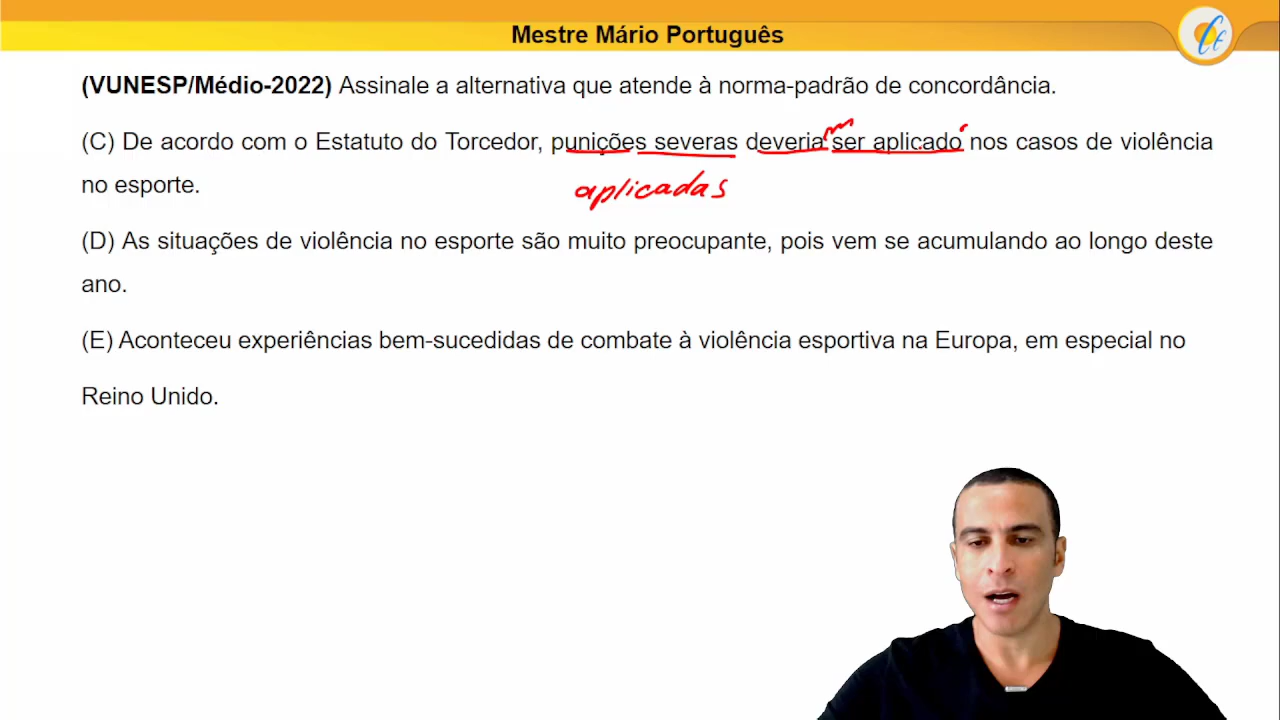 Mestre Mário Português
(VUNESP/Médio-2022) Assinale a alternativa que atende à norma-padrão de concordância.
(C) De acordo com o Estatuto do Torcedor, punições severas deveria m ser aplicado nos casos de violência
no esporte.
aplicadas
(D) As situações de violência no esporte são muito preocupante, pois vem se acumulando ao longo deste
ano.
(E) Aconteceu experiências bem-sucedidas de combate à violência esportiva na Europa, em especial no
Reino Unido.